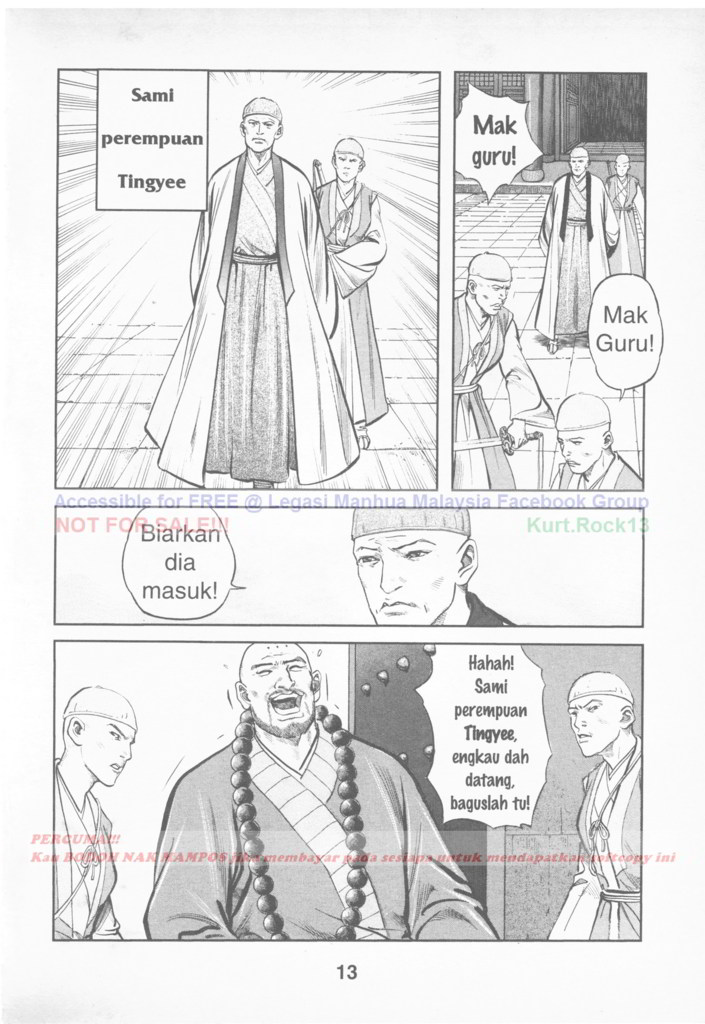 Sami
perempuan
Tingyee
Mak
guru!
Mak
Guru!
Accessible for FREE @ Legasi Manhua Malaysia Facebook Group
NOT FOR SALE!!!
Kurt.Rock13
Biarkan
dia
masuk!
Hahah!
Sami
perempuan
Tingyee,
engkau dah
datang,
baguslah tu!
PERCUMA!!!
Kau BODOH NAK MAMPOS jika membayar pada sesiapa untuk mendapatkan softcopy ini
13